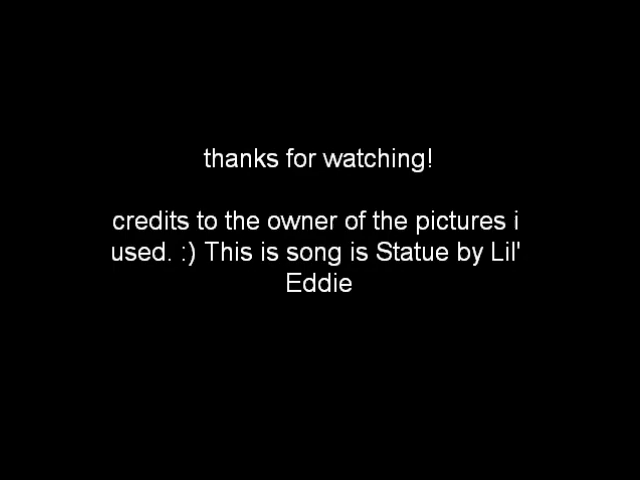 thanks for watching!
credits to the owner of the pictures i
used. :) This is song is Statue by Lil'
Eddie